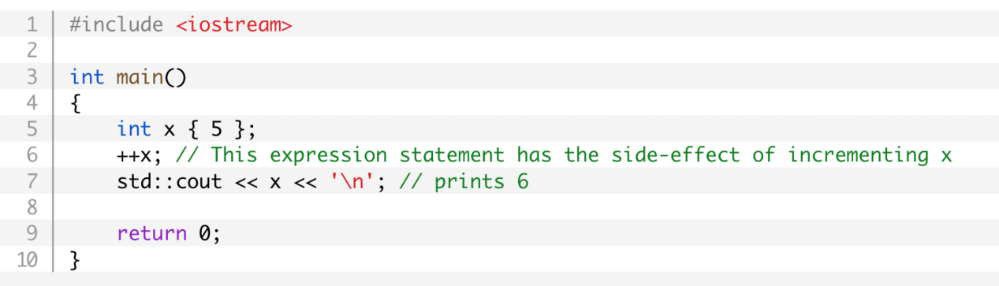 1 #include <iostream>
2
3 int main()
4 {
5     int x { 5 };
6     ++x; // This expression statement has the side-effect of incrementing x
7     std::cout << x << '\n'; // prints 6
8
9     return 0;
10 }